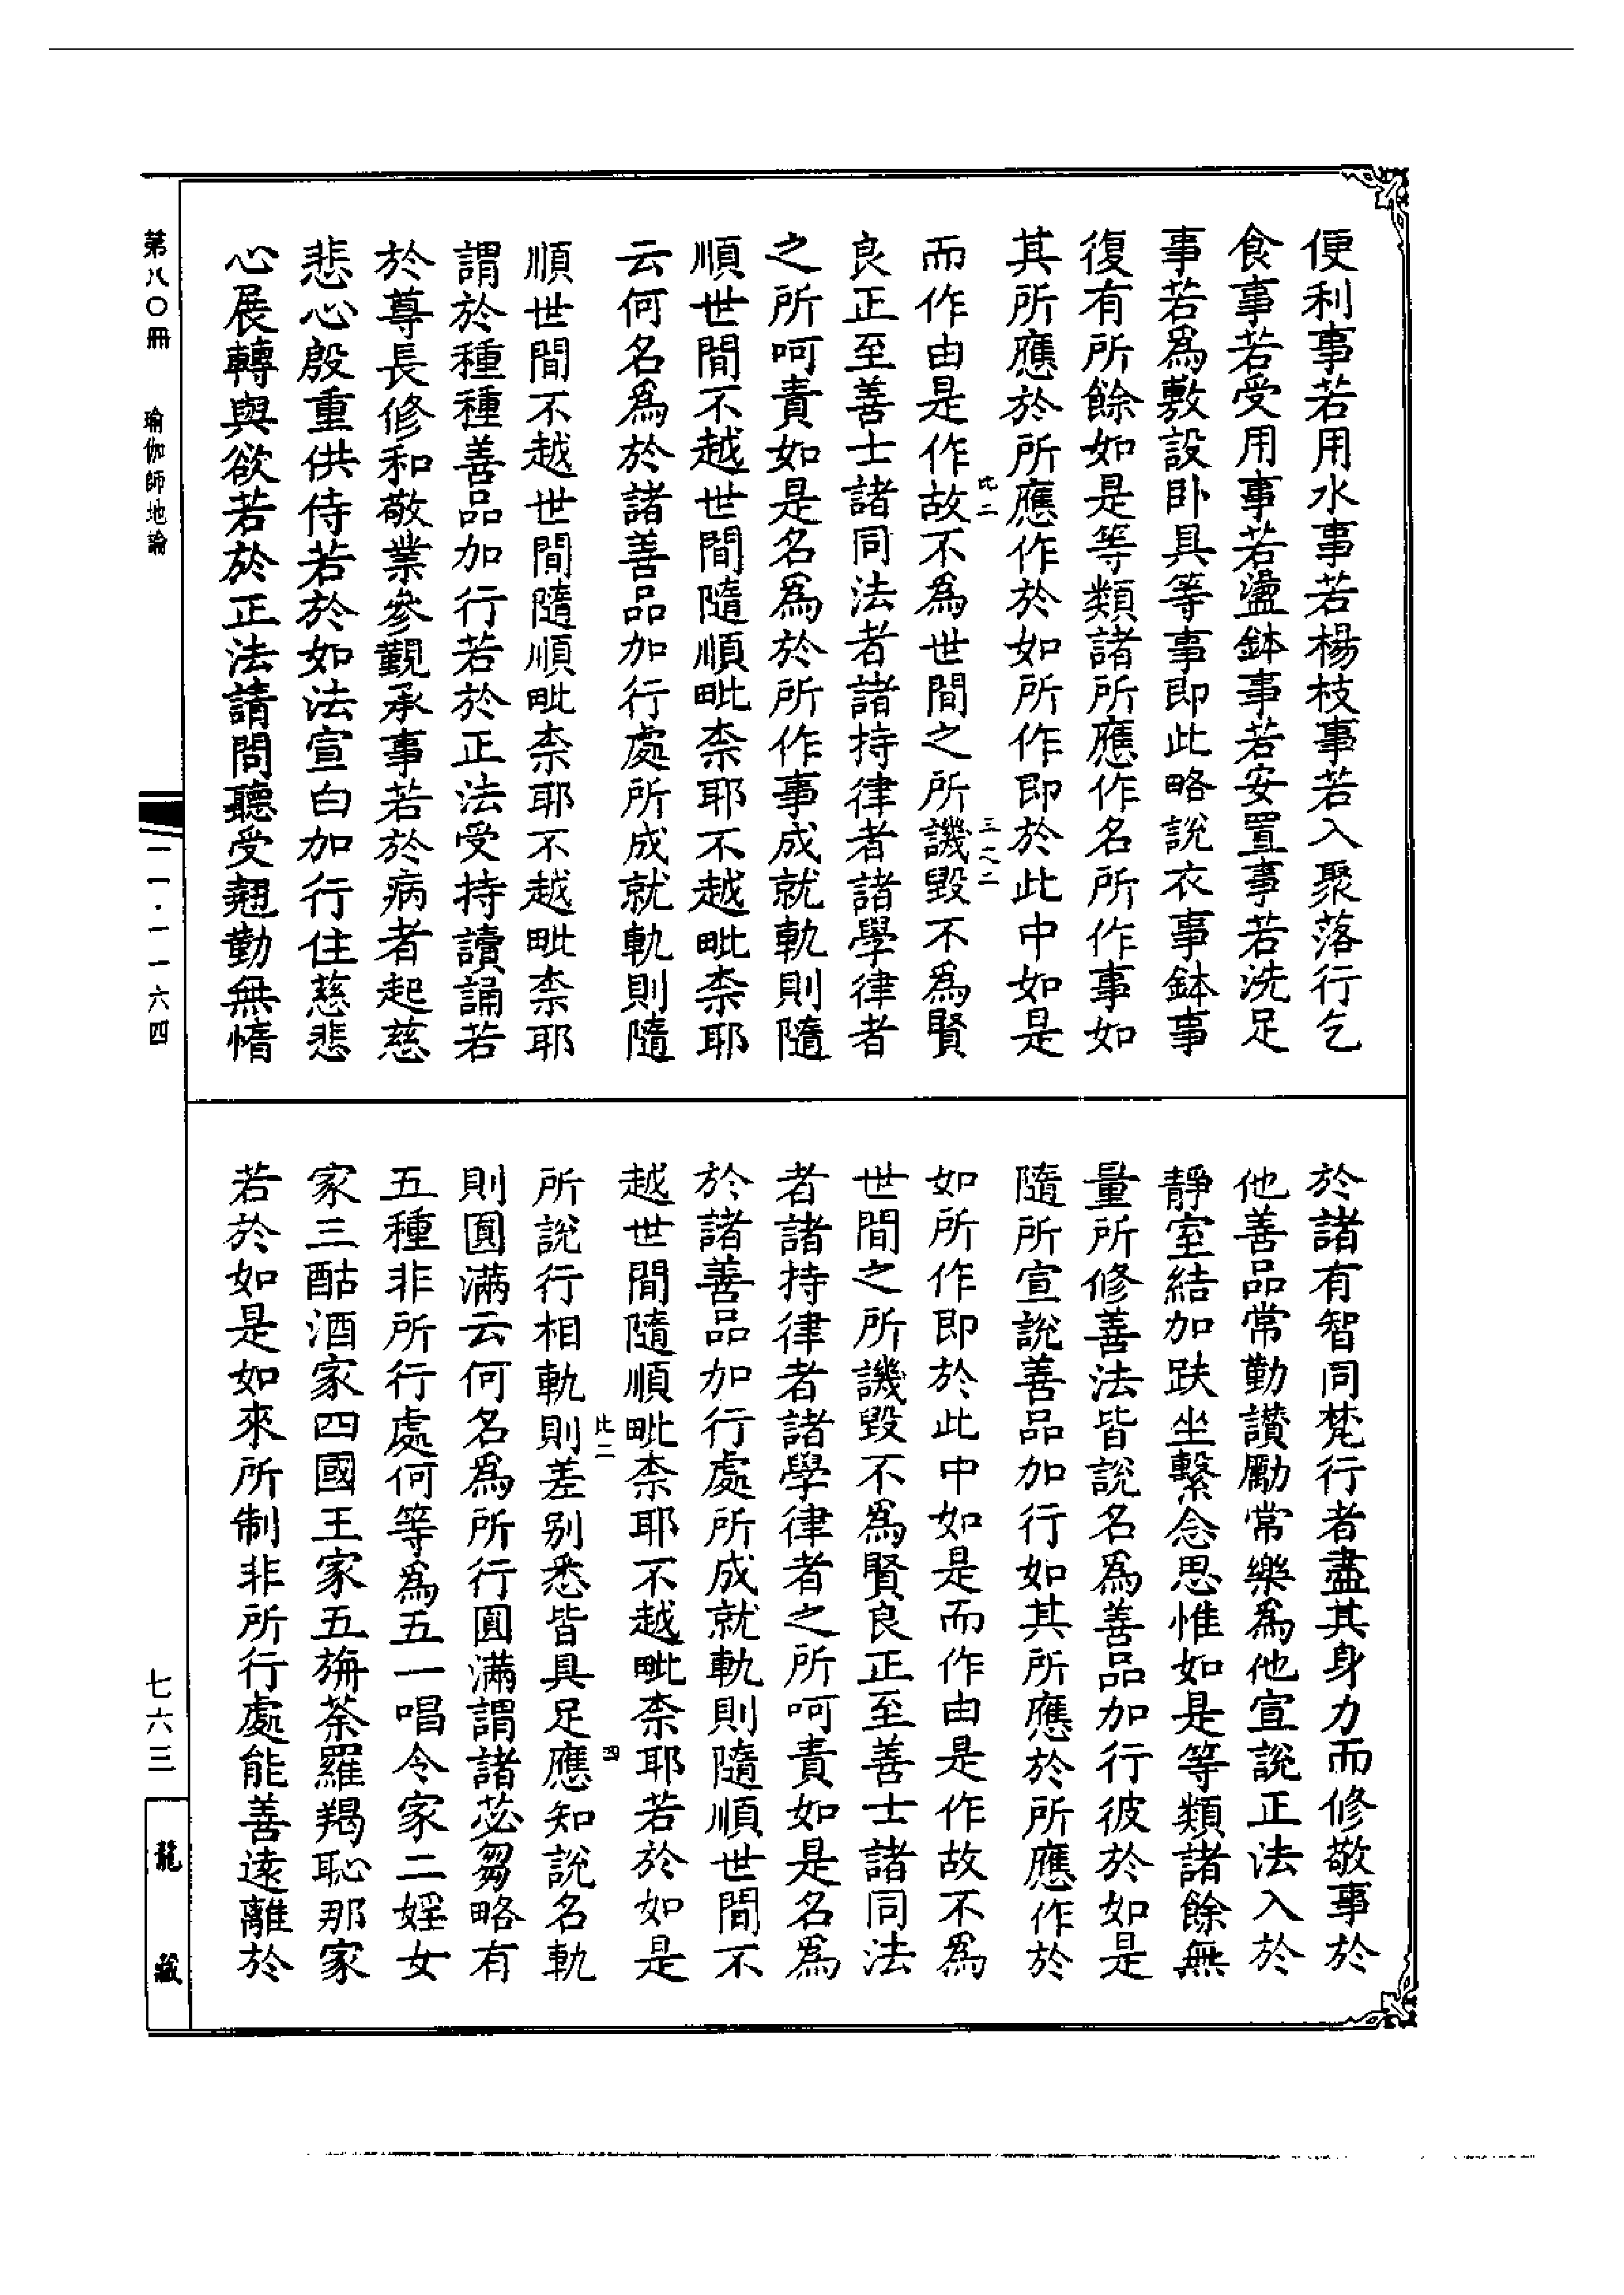 便利事若用水事若楊枝事若入聚落行乞
食事若受用事若盪鉢事若安置事若洗足
事若爲敷設卧具等事即此略說衣事鉢事
復有所餘如是等類諸所應作名所作事如
其所應於所應作於如所作即於此中如是
比二
三之二
而作由是作故不爲世間之所譏毀不爲賢
良正至善士諸同法者諸持律者諸學律者
之所呵責如是名爲於所作事成就軌則隨
順世間不越世間隨順毗柰耶不越毗柰耶
云何名爲於諸善品加行處所成就軌則隨
順世間不越世間隨順毗柰耶不越毗柰耶
謂於種種善品加行若於正法受持讀誦若
於尊長修和敬業參覲承事若於病者起慈
悲心殷重供侍若於如法宣白加行住慈悲
心展轉與欲若於正法請問聽受翹勤無惰
於諸有智同梵行者盡其身力而修敬事於
他善品常勤讚勵常樂爲他宣說正法入於
靜室結加趺坐繫念思惟如是等類諸餘無
量所修善法皆說名爲善品加行彼於如是
隨所宣說善品加行如其所應於所應作於
如所作即於此中如是而作由是作故不爲
世間之所譏毀不爲賢良正至善士諸同法
者諸持律者諸學律者之所呵責如是名爲
於諸善品加行處所成就軌則隨順世間不
越世間隨順毗柰耶不越毗柰耶若於如是
比二
四
所說行相軌則差别悉皆具足應知說名軌
則圓滿云何名爲所行圓滿謂諸苾芻略有
五種非所行處何等爲五一唱令家二婬女
家三酤酒家四國王家五旃荼羅羯恥那家
若於如是如來所制非所行處能善遠離於
第八〇冊 瑜伽師地論
一一·一一六四
七六三
龍藏